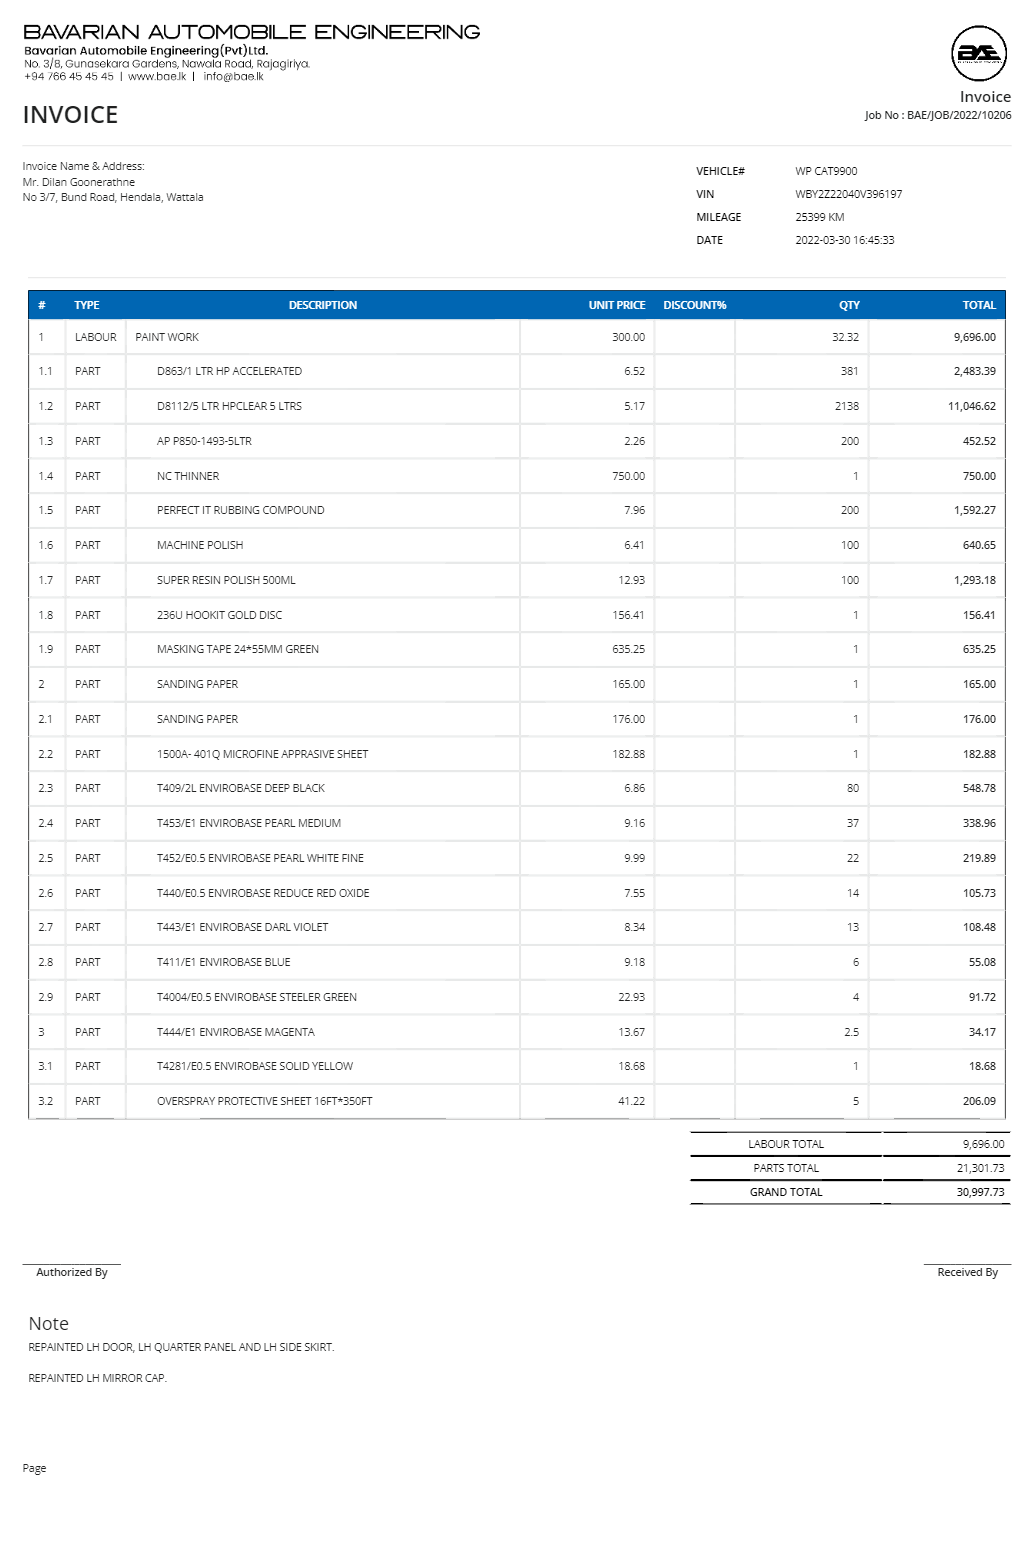 BAVARIAN AUTOMOBILE ENGINEERING
Bavarian Automobile Engineering(Pvt)Ltd.
No. 3/8, Gunasekara Gardens, Nawala Road, Rajagiriya.
+94 766 45 45 45 | www.bae.lk | info@bae.lk
BAE
INVOICE
Invoice
Job No : BAE/JOB/2022/10206
Invoice Name & Address:
Mr. Dilan Goonerathne
No 3/7, Bund Road, Hendala, Wattala
VEHICLE# WP CAT9900
VIN WBY2Z22040V396197
MILEAGE 25399 KM
DATE 2022-03-30 16:45:33
# TYPE DESCRIPTION UNIT PRICE DISCOUNT% QTY TOTAL
1 LABOUR PAINT WORK 300.00 32.32 9,696.00
1.1 PART D863/1 LTR HP ACCELERATED 6.52 381 2,483.39
1.2 PART D8112/5 LTR HPCLEAR 5 LTRS 5.17 2138 11,046.62
1.3 PART AP P850-1493-5LTR 2.26 200 452.52
1.4 PART NC THINNER 750.00 1 750.00
1.5 PART PERFECT IT RUBBING COMPOUND 7.96 200 1,592.27
1.6 PART MACHINE POLISH 6.41 100 640.65
1.7 PART SUPER RESIN POLISH 500ML 12.93 100 1,293.18
1.8 PART 236U HOOKIT GOLD DISC 156.41 1 156.41
1.9 PART MASKING TAPE 24*55MM GREEN 635.25 1 635.25
2 PART SANDING PAPER 165.00 1 165.00
2.1 PART SANDING PAPER 176.00 1 176.00
2.2 PART 1500A- 401Q MICROFINE APPRASIVE SHEET 182.88 1 182.88
2.3 PART T409/2L ENVIROBASE DEEP BLACK 6.86 80 548.78
2.4 PART T453/E1 ENVIROBASE PEARL MEDIUM 9.16 37 338.96
2.5 PART T452/E0.5 ENVIROBASE PEARL WHITE FINE 9.99 22 219.89
2.6 PART T440/E0.5 ENVIROBASE REDUCE RED OXIDE 7.55 14 105.73
2.7 PART T443/E1 ENVIROBASE DARL VIOLET 8.34 13 108.48
2.8 PART T411/E1 ENVIROBASE BLUE 9.18 6 55.08
2.9 PART T4004/E0.5 ENVIROBASE STEELER GREEN 22.93 4 91.72
3 PART T444/E1 ENVIROBASE MAGENTA 13.67 2.5 34.17
3.1 PART T4281/E0.5 ENVIROBASE SOLID YELLOW 18.68 1 18.68
3.2 PART OVERSPRAY PROTECTIVE SHEET 16FT*350FT 41.22 5 206.09
LABOUR TOTAL 9,696.00
PARTS TOTAL 21,301.73
GRAND TOTAL 30,997.73
Authorized By
Received By
Note
REPAINTED LH DOOR, LH QUARTER PANEL AND LH SIDE SKIRT.
REPAINTED LH MIRROR CAP.
Page